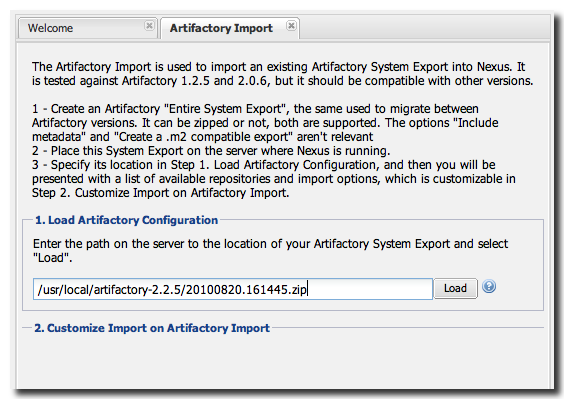 Welcome
Artifactory Import
The Artifactory Import is used to import an existing Artifactory System Export into Nexus. It
is tested against Artifactory 1.2.5 and 2.0.6, but it should be compatible with other versions.
1 - Create an Artifactory "Entire System Export", the same used to migrate between
Artifactory versions. It can be zipped or not, both are supported. The options "Include
metadata" and "Create a .m2 compatible export" aren't relevant
2 - Place this System Export on the server where Nexus is running.
3 - Specify its location in Step 1. Load Artifactory Configuration, and then you will be
presented with a list of available repositories and import options, which is customizable in
Step 2. Customize Import on Artifactory Import.
1. Load Artifactory Configuration
Enter the path on the server to the location of your Artifactory System Export and select
"Load".
/usr/local/artifactory-2.2.5/20100820.161445.zip
Load
2. Customize Import on Artifactory Import